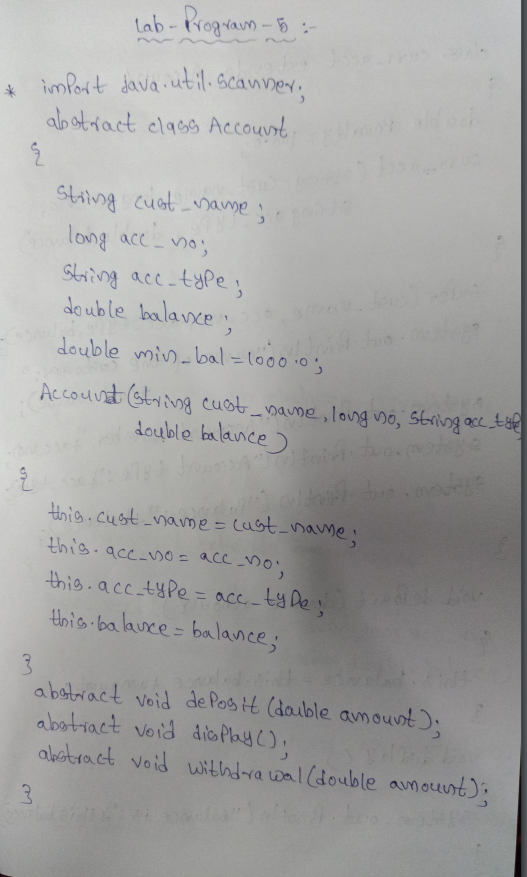 Lab-Program-5:-
* import Java.util.Scanner;
abstract class Account
{
String cust_name;
long acc_no;
String acc_type;
double balance;
double min_bal=1000.0;
Account(String cust_name, long no, String acc_type,
double balance)
{
this.cust_name=cust_name;
this.acc_no=acc_no;
this.acc_type=acc_type;
this.balance=balance;
}
abstract void deposit(double amount);
abstract void display();
abstract void withdrawal(double amount);
}